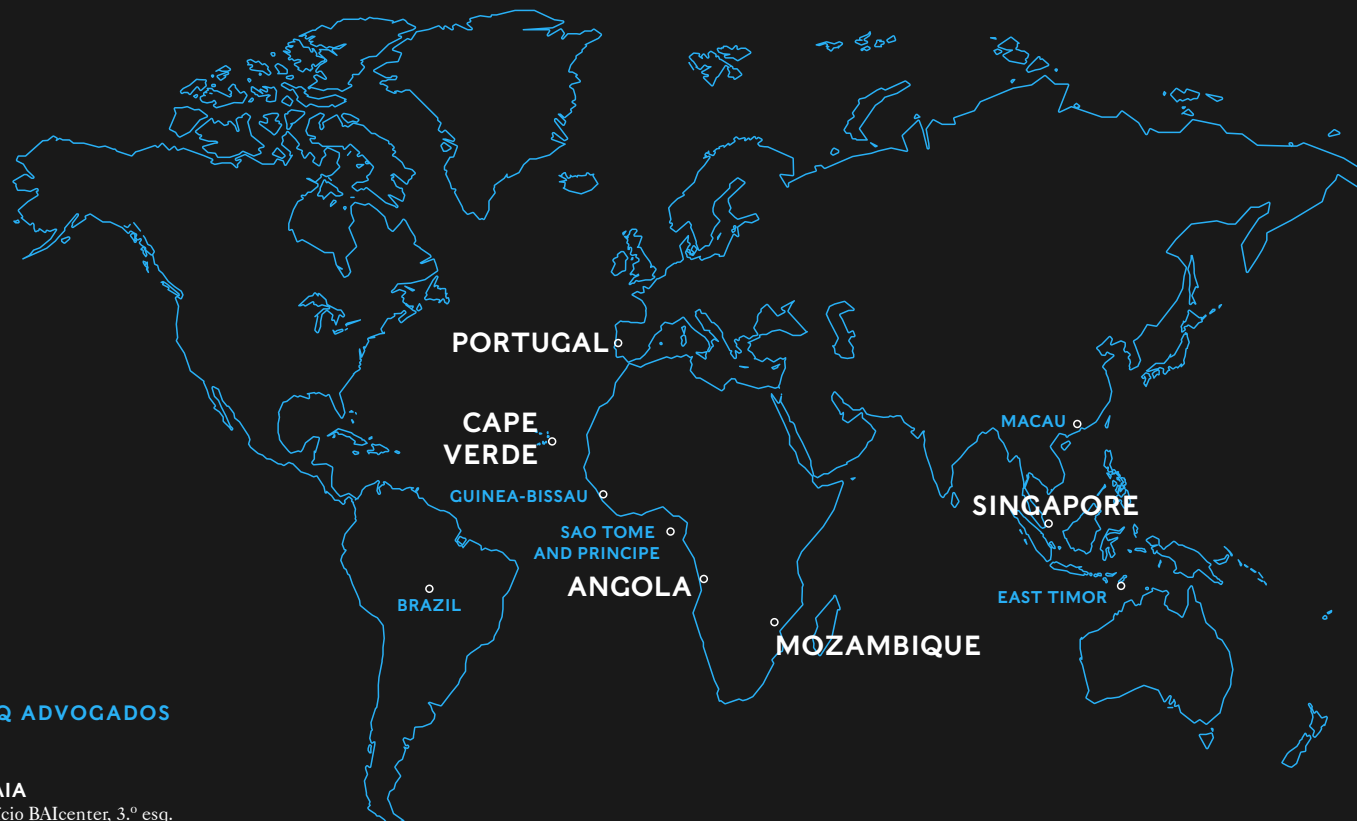 PORTUGAL
CAPE
VERDE
MACAU
GUINEA-BISSAU
SINGAPORE
SAO TOME
AND PRINCIPE
ANGOLA
BRAZIL
EAST TIMOR
MOZAMBIQUE
Q ADVOGADOS
AIA
cio BAIcenter, 3.º esq.